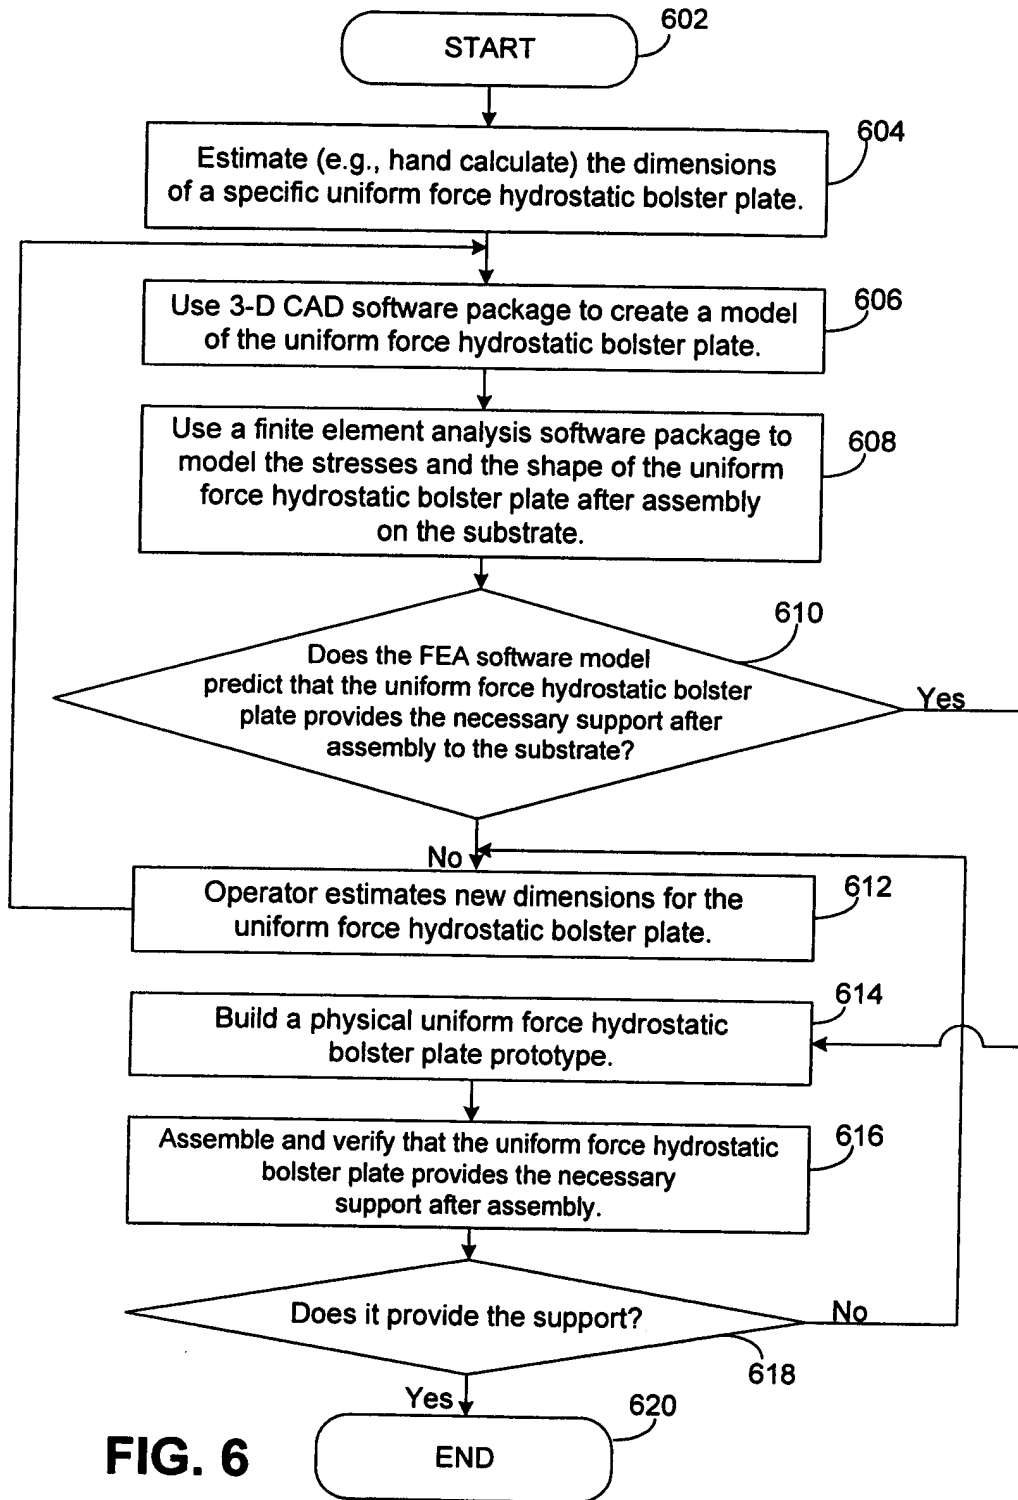 START
602
Estimate (e.g., hand calculate) the dimensions
of a specific uniform force hydrostatic bolster plate.
604
Use 3-D CAD software package to create a model
of the uniform force hydrostatic bolster plate.
606
Use a finite element analysis software package to
model the stresses and the shape of the uniform
force hydrostatic bolster plate after assembly
on the substrate.
608
Does the FEA software model
predict that the uniform force hydrostatic bolster
plate provides the necessary support after
assembly to the substrate?
610
Yes
No
Operator estimates new dimensions for the
uniform force hydrostatic bolster plate.
612
Build a physical uniform force hydrostatic
bolster plate prototype.
614
Assemble and verify that the uniform force hydrostatic
bolster plate provides the necessary
support after assembly.
616
Does it provide the support?
No
618
Yes
END
620
FIG. 6